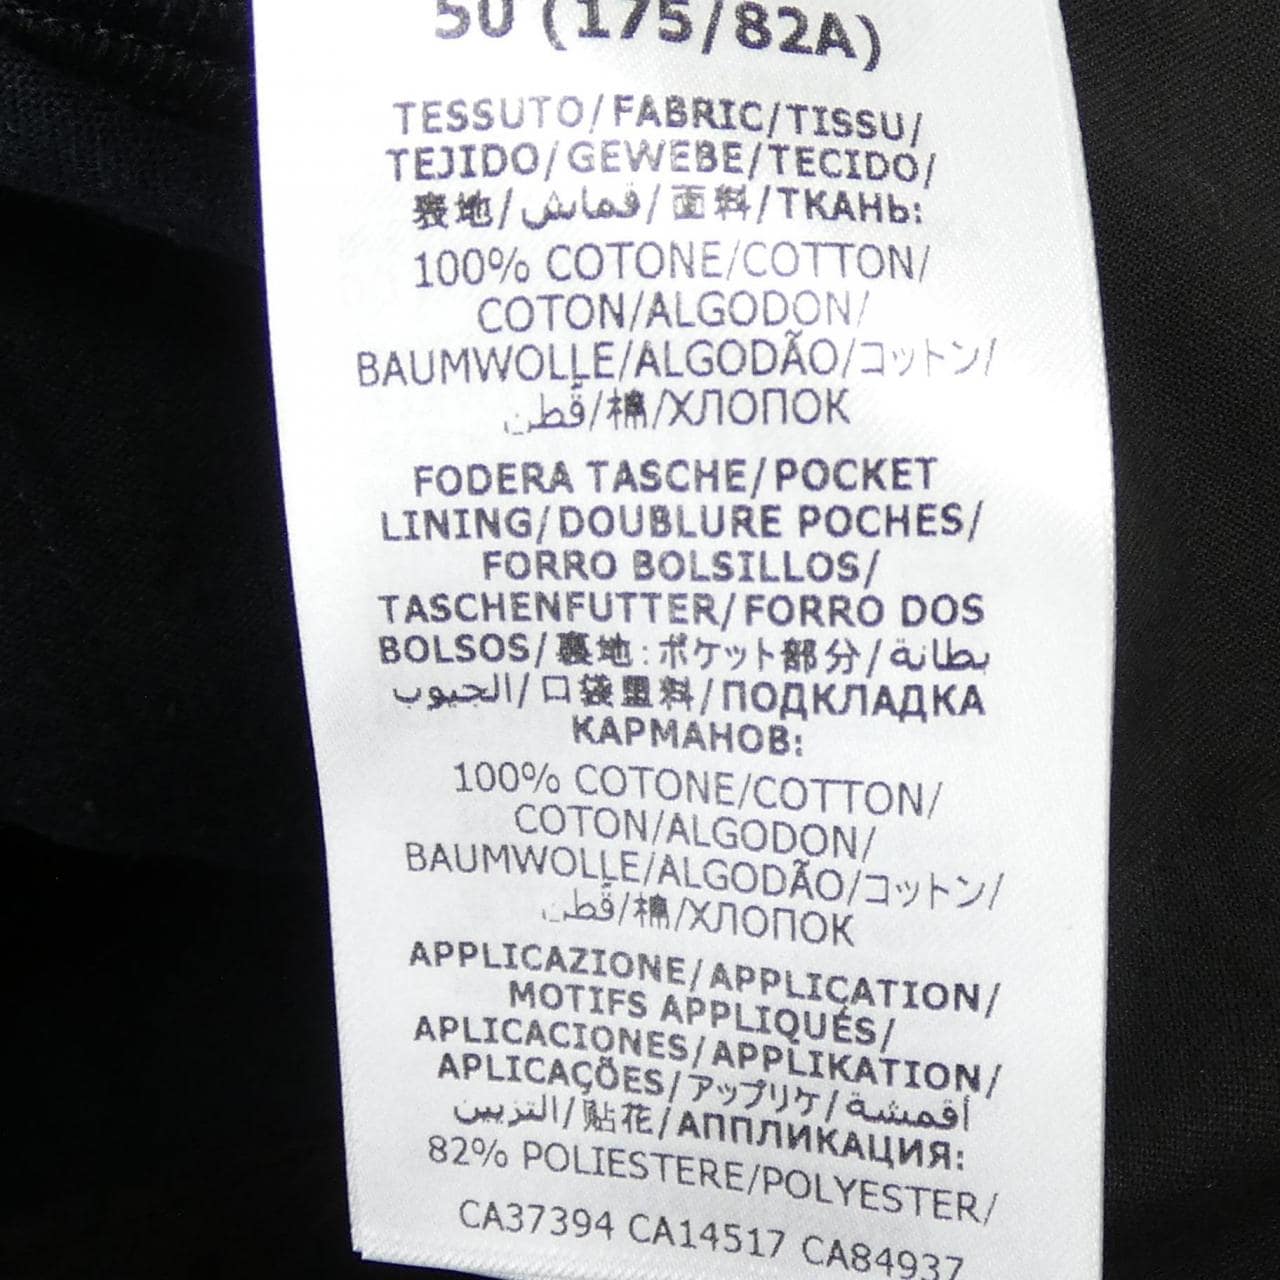 50 (175/82A)
TESSUTO/FABRIC/TISSU/
TEJIDO/GEWEBE/TECIDO/
表地/قماش/面料/ТКАНЬ:
100% COTONE/COTTON/
COTON/ALGODON/
BAUMWOLLE/ALGODÃO/コットン/
قُطن/棉/ХЛОПОК
FODERA TASCHE/POCKET
LINING/DOUBLURE POCHES/
FORRO BOLSILLOS/
TASCHENFUTTER/FORRO DOS
BOLSOS/裏地:ポケット部分/بطانة
الجيوب/口袋里料/ПОДКЛАДКА
КАРМАНОВ:
100% COTONE/COTTON/
COTON/ALGODON/
BAUMWOLLE/ALGODÃO/コットン/
قُطن/棉/ХЛОПОК
APPLICAZIONE/APPLICATION/
MOTIFS APPLIQUÉS/
APLICACIONES/APPLIKATION/
APLICAÇÕES/アップリケ/أقمشة
التزيين/贴花/АППЛИКАЦИЯ:
82% POLIESTERE/POLYESTER/
CA37394 CA14517 CA84937